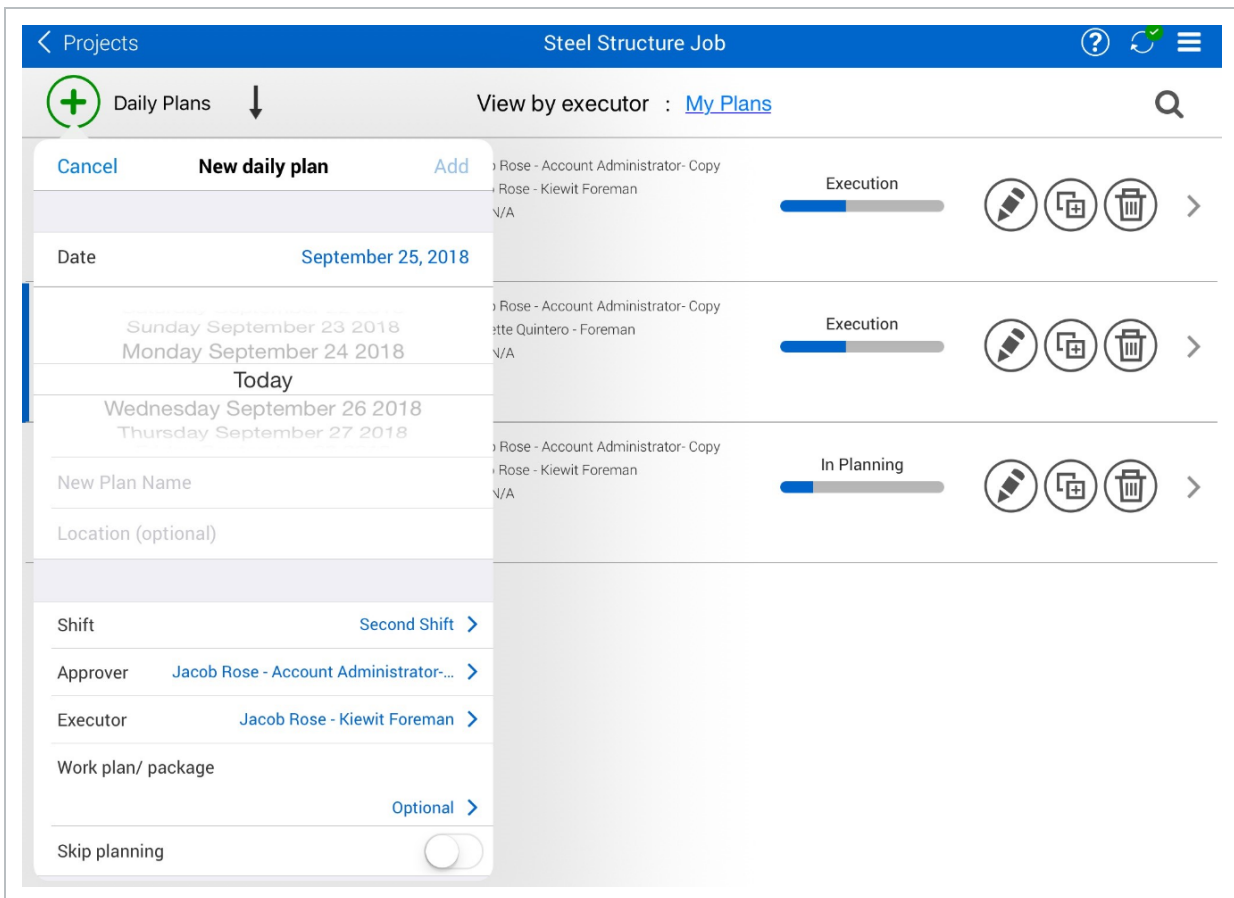 Projects
Steel Structure Job
Daily Plans
View by executor : My Plans
Cancel
New daily plan
Add
Date
September 25, 2018
Sunday September 23 2018
Monday September 24 2018
Today
Wednesday September 26 2018
Thursday September 27 2018
New Plan Name
Location (optional)
Shift
Second Shift
Approver
Jacob Rose - Account Administrator-...
Executor
Jacob Rose - Kiewit Foreman
Work plan/ package
Optional
Skip planning
Rose - Account Administrator- Copy
Rose - Kiewit Foreman
N/A
Execution
Rose - Account Administrator- Copy
Quintero - Foreman
N/A
Execution
Rose - Account Administrator- Copy
Rose - Kiewit Foreman
N/A
In Planning